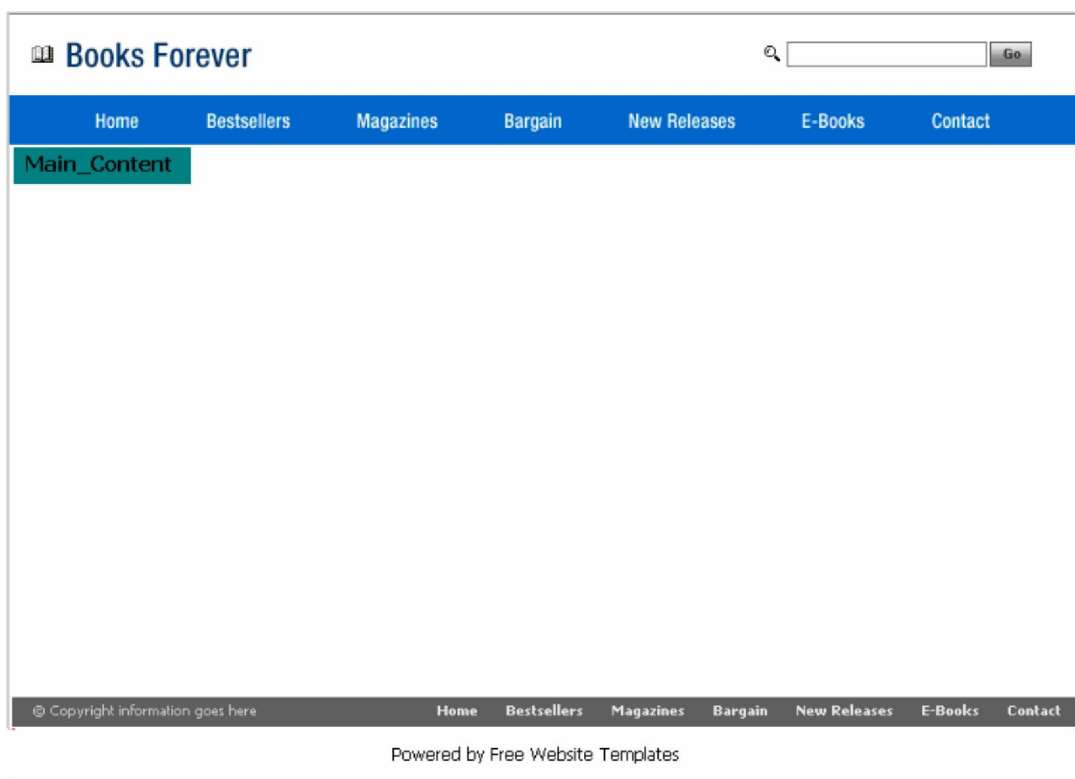 Books Forever
Go
Home Bestsellers Magazines Bargain New Releases E-Books Contact
Main_Content
© Copyright information goes here Home Bestsellers Magazines Bargain New Releases E-Books Contact
Powered by Free Website Templates